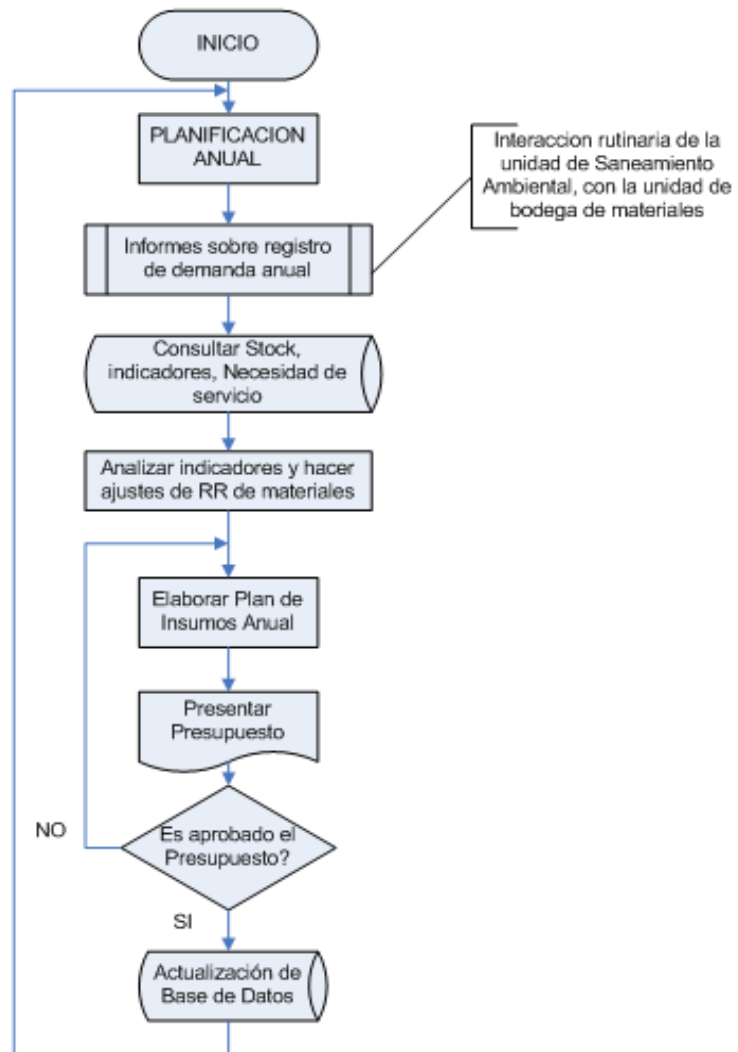 INICIO
PLANIFICACION
ANUAL
Interaccion rutinaria de la
unidad de Saneamiento
Ambiental, con la unidad de
bodega de materiales
Informes sobre registro
de demanda anual
Consultar Stock,
indicadores, Necesidad de
servicio
Analizar indicadores y hacer
ajustes de RR de materiales
Elaborar Plan de
Insumos Anual
Presentar
Presupuesto
Es aprobado el
Presupuesto?
NO
SI
Actualización de
Base de Datos